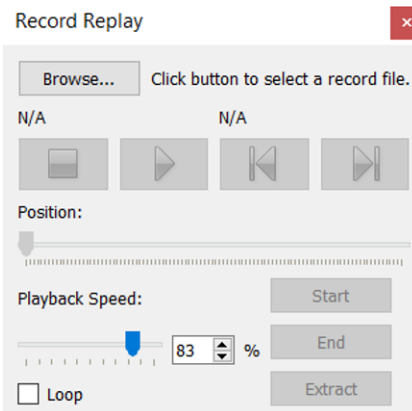 Record Replay
Browse... Click button to select a record file.
N/A N/A
Position:
Playback Speed: Start
83 % End
Loop Extract